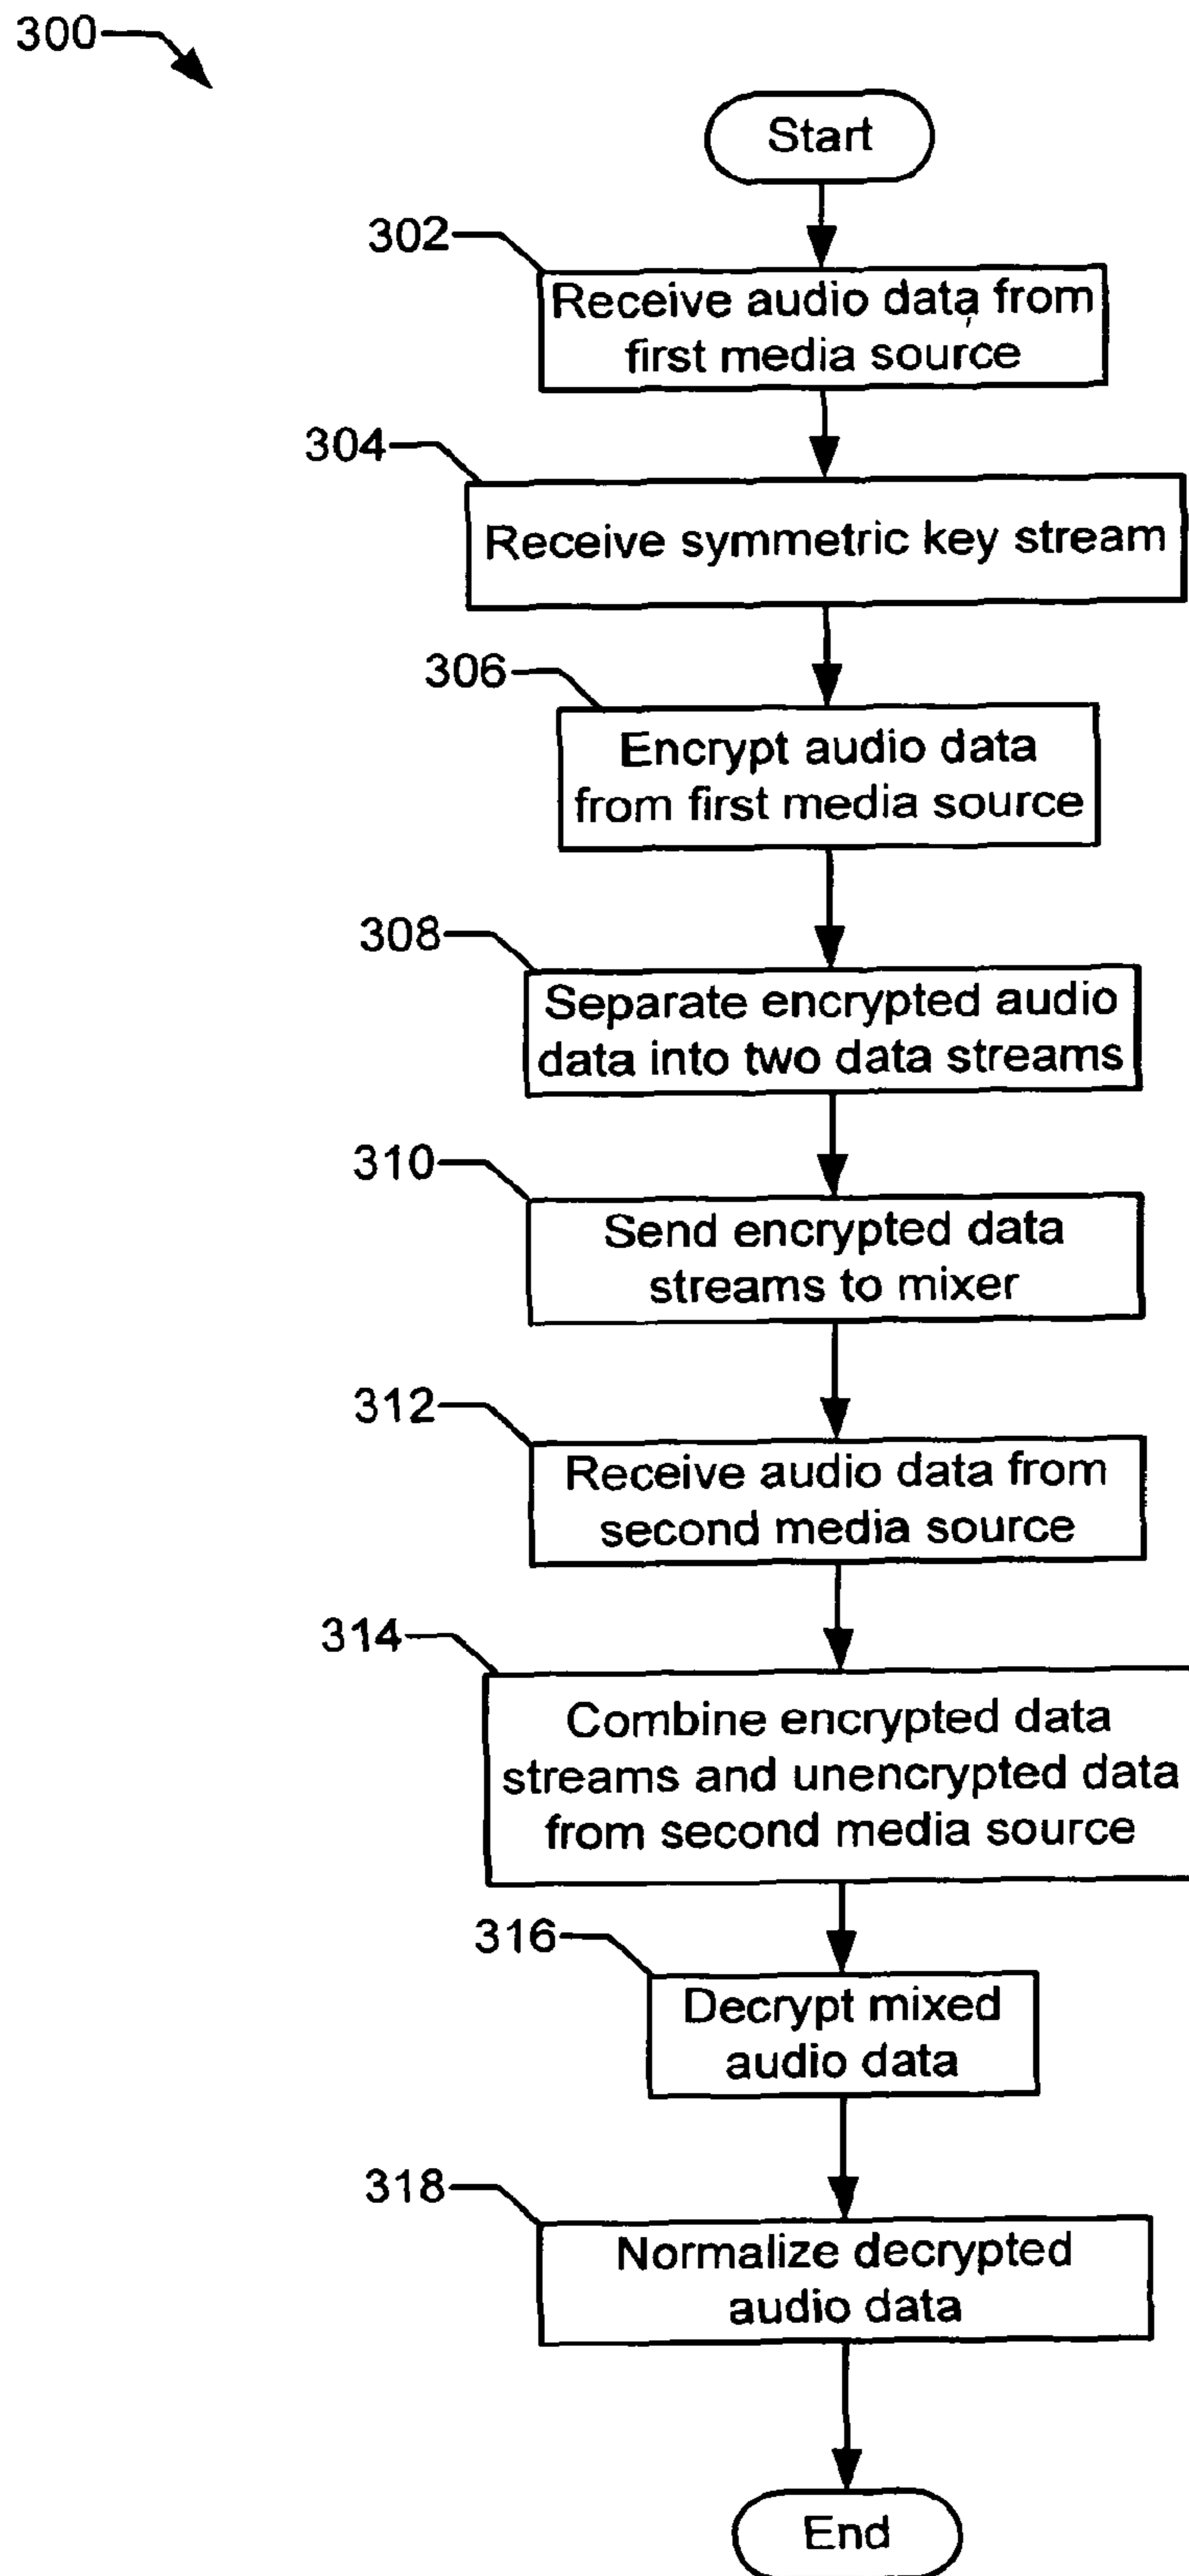 300
Start
302
Receive audio data from
first media source
304
Receive symmetric key stream
306
Encrypt audio data
from first media source
308
Separate encrypted audio
data into two data streams
310
Send encrypted data
streams to mixer
312
Receive audio data from
second media source
314
Combine encrypted data
streams and unencrypted data
from second media source
316
Decrypt mixed
audio data
318
Normalize decrypted
audio data
End